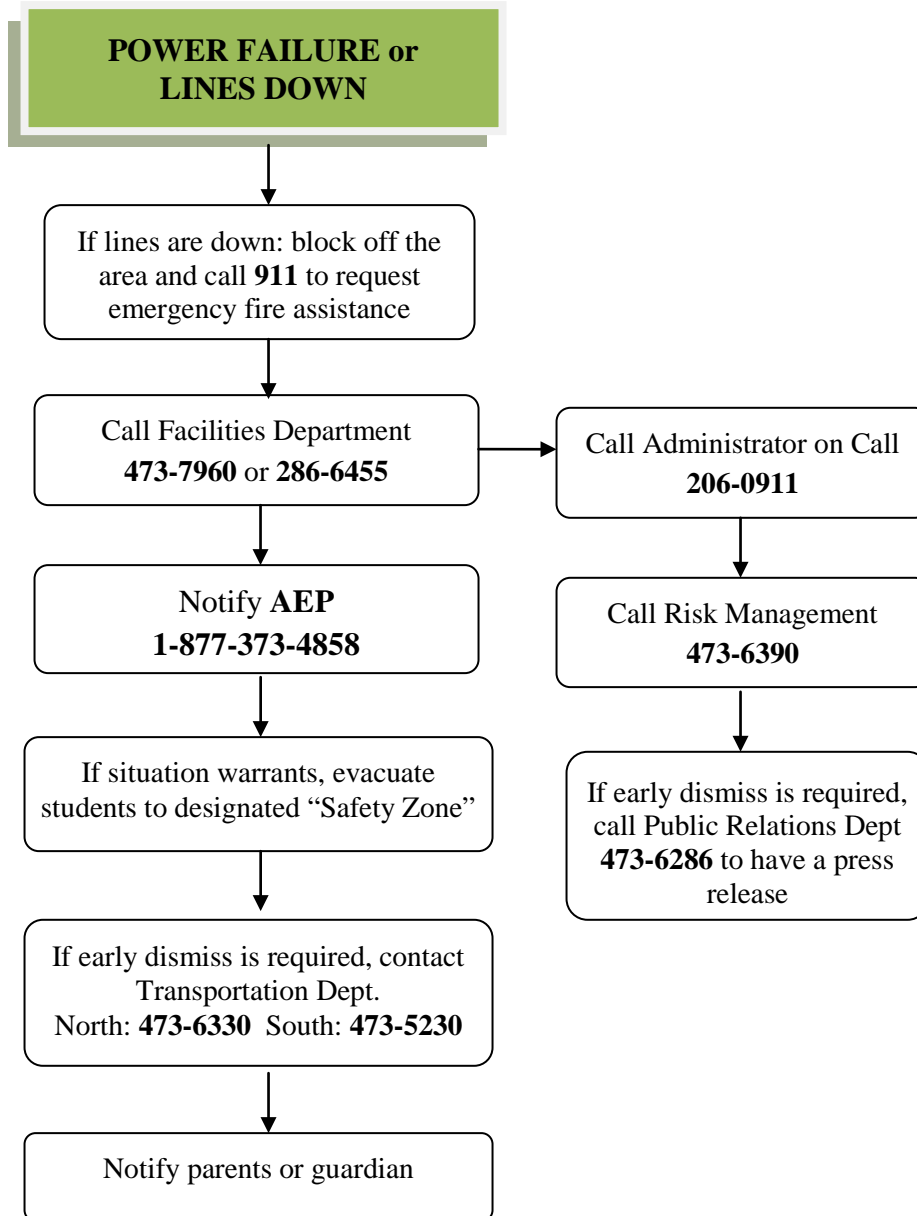 POWER FAILURE or
LINES DOWN
If lines are down: block off the
area and call 911 to request
emergency fire assistance
Call Facilities Department
473-7960 or 286-6455
Call Administrator on Call
206-0911
Notify AEP
1-877-373-4858
Call Risk Management
473-6390
If situation warrants, evacuate
students to designated “Safety Zone”
If early dismiss is required,
call Public Relations Dept
473-6286 to have a press
release
If early dismiss is required, contact
Transportation Dept.
North: 473-6330  South: 473-5230
Notify parents or guardian